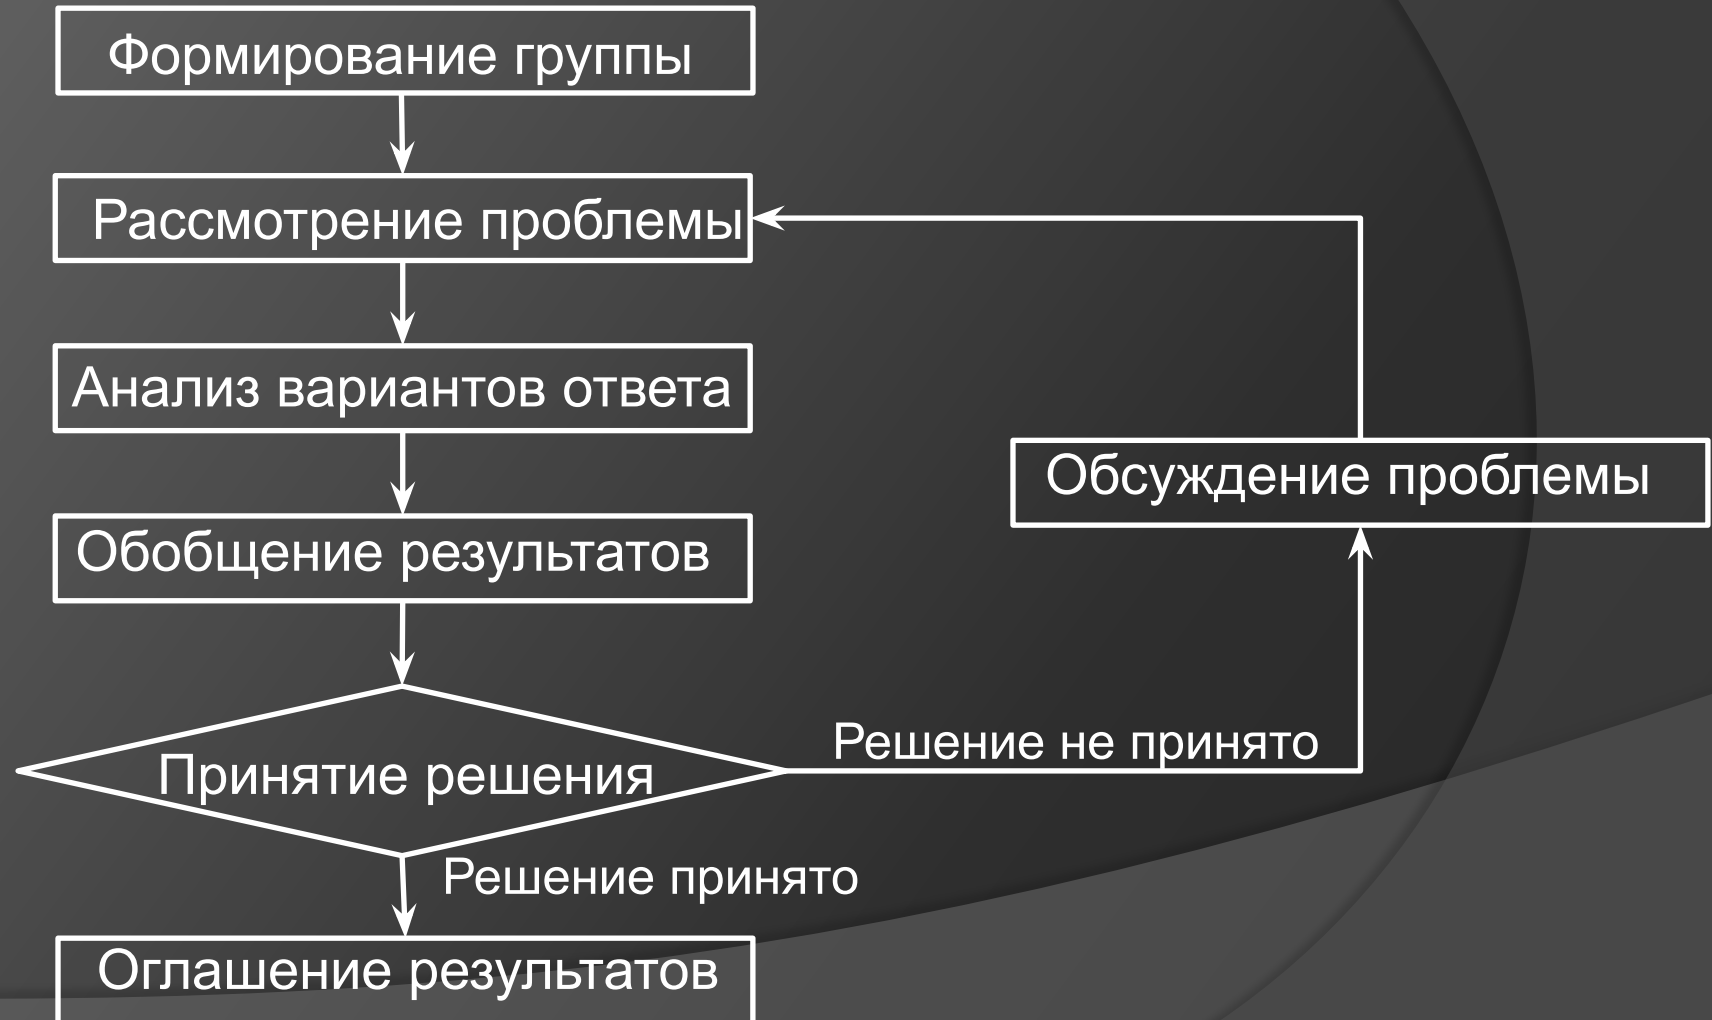 Формирование группы
Рассмотрение проблемы
Анализ вариантов ответа
Обсуждение проблемы
Обобщение результатов
Решение не принято
Принятие решения
Решение принято
Оглашение результатов